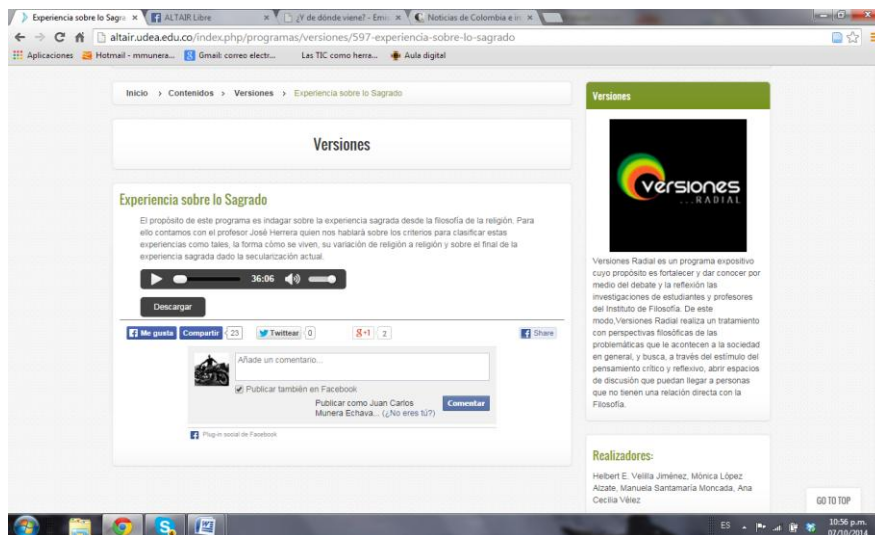 Experiencia sobre lo Sagra
ALTAIR Libre
¿Y de dónde viene? - Emi
Noticias de Colombia e in
altair.udea.edu.co/index.php/programas/versiones/597-experiencia-sobre-lo-sagrado
Aplicaciones
Hotmail - mmunera...
Gmail: correo electr...
Las TIC como herra...
Aula digital
Inicio > Contenidos > Versiones > Experiencia sobre lo Sagrado
Versiones
Experiencia sobre lo Sagrado
El propósito de este programa es indagar sobre la experiencia sagrada desde la filosofía de la religión. Para
ello contamos con el profesor José Herrera quien nos hablará sobre los criterios para clasificar estas
experiencias como tales, la forma cómo se viven, su variación de religión a religión y sobre el final de la
experiencia sagrada dado la secularización actual.
36:06
Descargar
Me gusta Compartir 23 Twittear 0 g+1 2 Share
Añade un comentario...
Publicar también en Facebook
Publicar como Juan Carlos
Munera Echava... (¿No eres tú?)
Comentar
Plug-in social de Facebook
Versiones
versiones
...RADIAL
Versiones Radial es un programa expositivo
cuyo propósito es fortalecer y dar conocer por
medio del debate y la reflexión las
investigaciones de estudiantes y profesores
del Instituto de Filosofía. De este
modo,Versiones Radial realiza un tratamiento
con perspectivas filosóficas de las
problemáticas que le acontecen a la sociedad
en general, y busca, a través del estímulo del
pensamiento crítico y reflexivo, abrir espacios
de discusión que puedan llegar a personas
que no tienen una relación directa con la
Filosofía.
Realizadores:
Helbert E. Velilla Jiménez, Mónica López
Alzate, Manuela Santamaría Moncada, Ana
Cecilia Vélez
GO TO TOP
ES
10:56 p.m.
07/10/2014